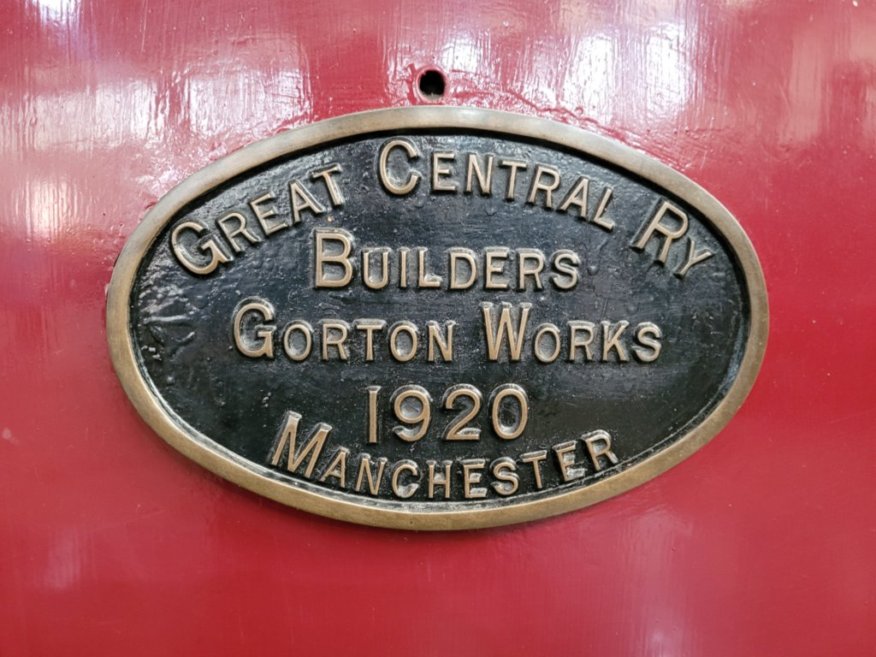 Great Central Ry
Builders
Gorton Works
1920
Manchester